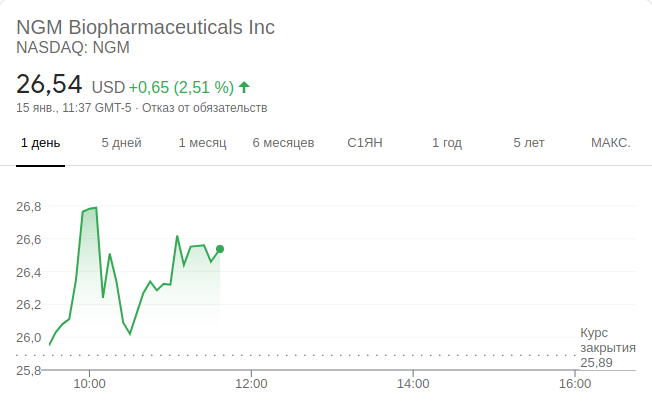 NGM Biopharmaceuticals Inc
NASDAQ: NGM
26,54 USD +0,65 (2,51 %)
15 янв., 11:37 GMT-5 · Отказ от обязательств
1 день 5 дней 1 месяц 6 месяцев С1ЯН 1 год 5 лет МАКС.
26,8
26,6
26,4
26,2
26,0
25,8
Курс
закрытия
25,89
10:00 12:00 14:00 16:00